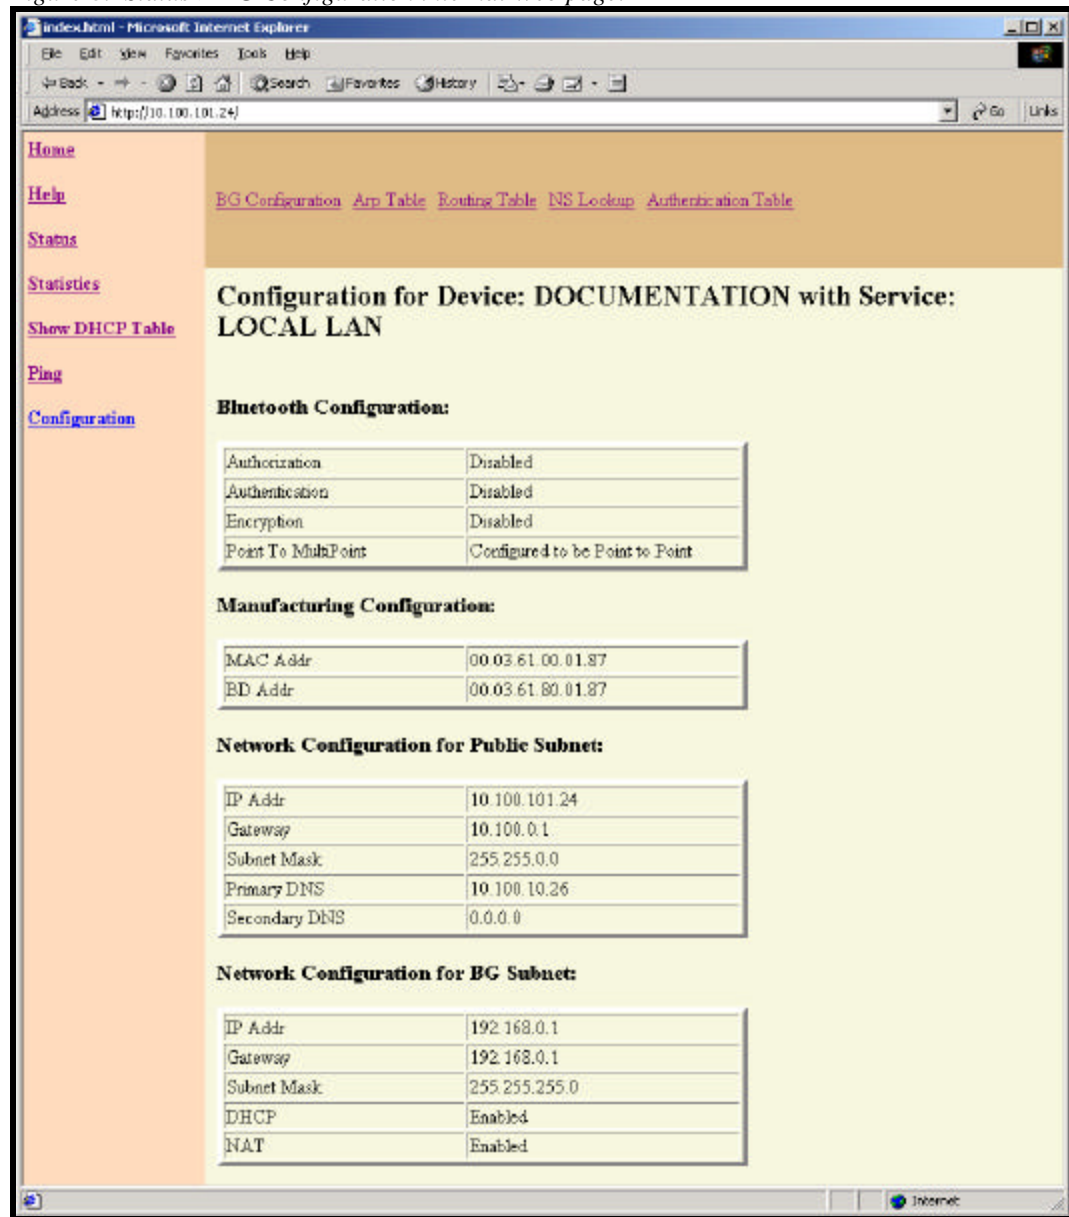 index.html - Microsoft Internet Explorer
File Edit View Favorites Tools Help
Back Search Favorites History
Address http://10.100.101.24/ Go Links
Home
Help
Status
Statistics
Show DHCP Table
Ping
Configuration
BG Configuration Arp Table Routing Table NS Lookup Authentication Table
Configuration for Device: DOCUMENTATION with Service:
LOCAL LAN
Bluetooth Configuration:
Authorization Disabled
Authentication Disabled
Encryption Disabled
Point To MultiPoint Configured to be Point to Point
Manufacturing Configuration:
MAC Addr 00.03.61.00.01.87
BD Addr 00.03.61.80.01.87
Network Configuration for Public Subnet:
IP Addr 10.100.101.24
Gateway 10.100.0.1
Subnet Mask 255.255.0.0
Primary DNS 10.100.10.26
Secondary DNS 0.0.0.0
Network Configuration for BG Subnet:
IP Addr 192.168.0.1
Gateway 192.168.0.1
Subnet Mask 255.255.255.0
DHCP Enabled
NAT Enabled
Internet